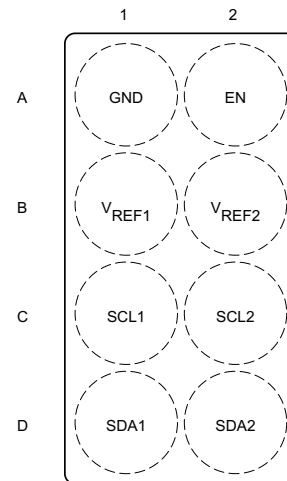 1 2
A GND EN
B VREF1 VREF2
C SCL1 SCL2
D SDA1 SDA2